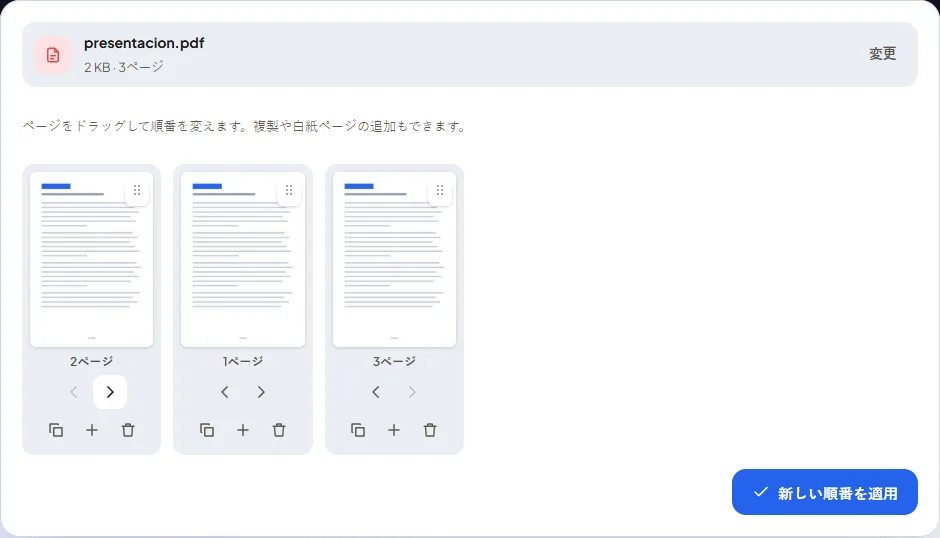 presentacion.pdf
2 KB · 3ページ
変更
ページをドラッグして順番を変えます。複製や白紙ページの追加もできます。
2ページ
1ページ
3ページ
新しい順番を適用